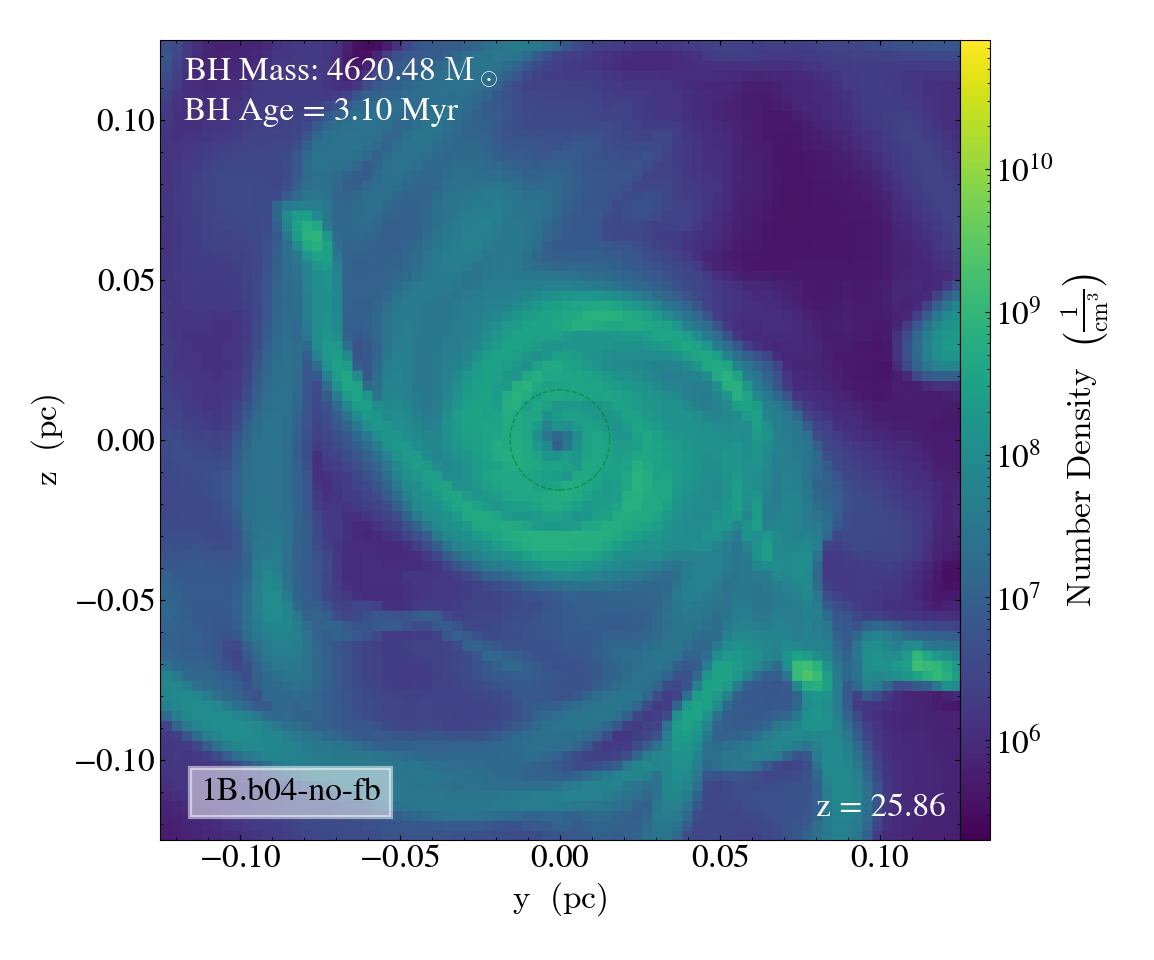 BH Mass: 4620.48 M☉
BH Age = 3.10 Myr
0.10
0.05
0.00
−0.05
−0.10
z (pc)
1B.b04-no-fb
z = 25.86
−0.10 −0.05 0.00 0.05 0.10
y (pc)
10¹⁰
10⁹
10⁸
10⁷
10⁶
Number Density (1/cm³)